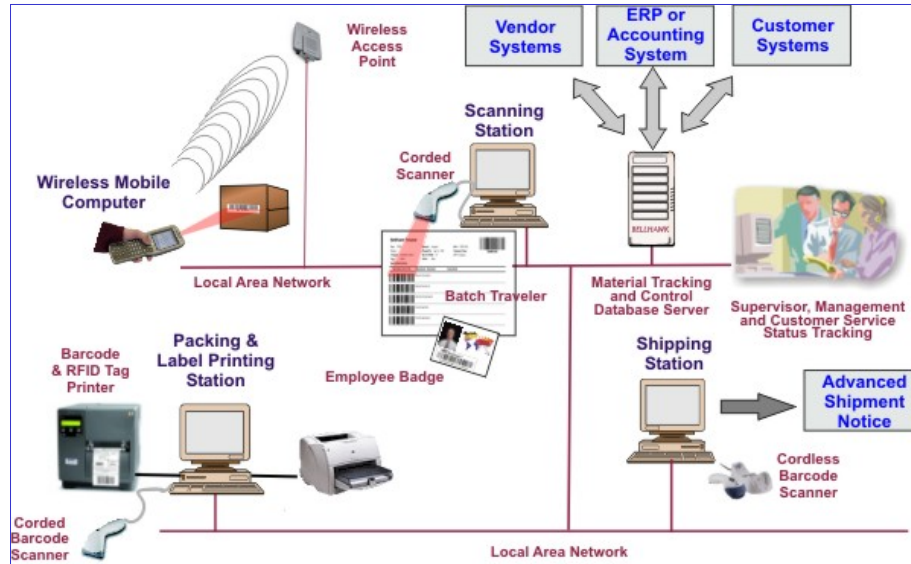 Wireless
Access
Point
Vendor
Systems
ERP or
Accounting
System
Customer
Systems
Scanning
Station
Corded
Scanner
Wireless Mobile
Computer
BELLHAWK
Local Area Network
Batch Traveler
Material Tracking
and Control
Database Server
Supervisor, Management
and Customer Service
Status Tracking
Packing &
Label Printing
Station
Barcode
& RFID Tag
Printer
Employee Badge
Shipping
Station
Advanced
Shipment
Notice
Cordless
Barcode
Scanner
Corded
Barcode
Scanner
Local Area Network